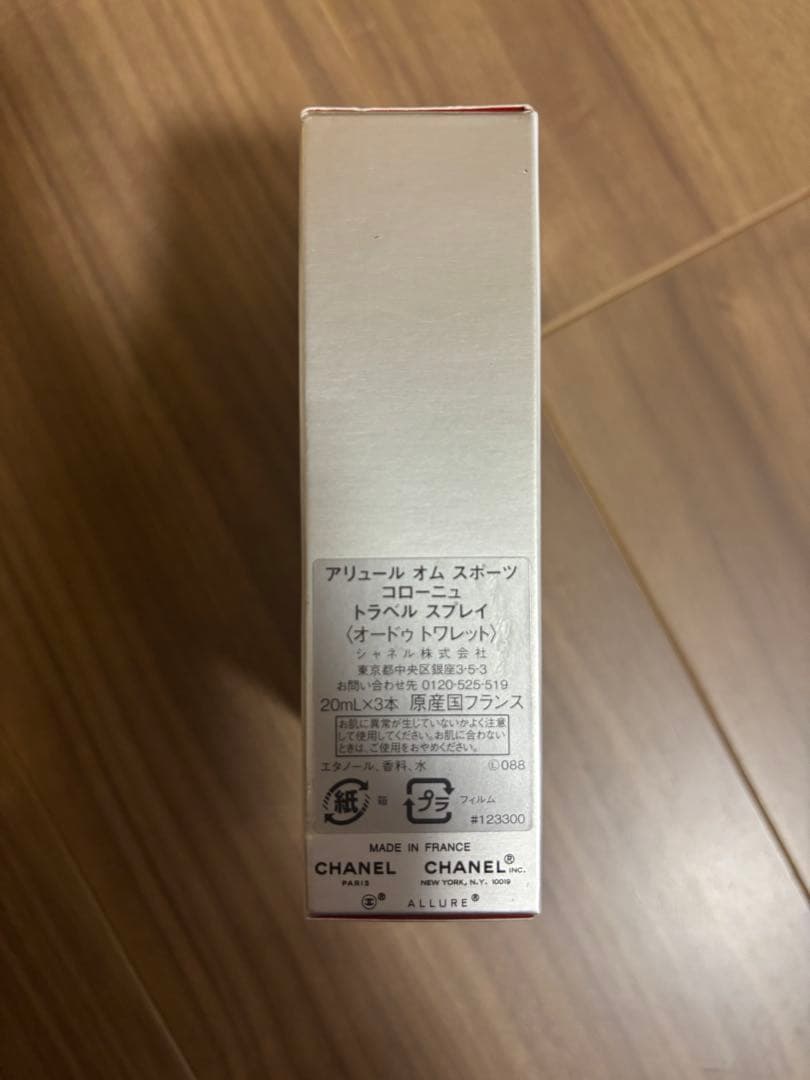 アリュール オム スポーツ
コローニュ
トラベル スプレイ
〈オードゥ トワレット〉
シャネル株式会社
東京都中央区銀座3-5-3
お問い合わせ先 0120-525-519
20mL×3本 原産国フランス
お肌に異常が生じていないかよく注意
して使用してください。お肌に合わない
ときは、ご使用をおやめください。
エタノール、香料、水 Ⓛ088
紙 箱 プラ フィルム
#123300
MADE IN FRANCE
CHANEL CHANEL® INC.
PARIS NEW YORK, N.Y. 10019
® ALLURE®